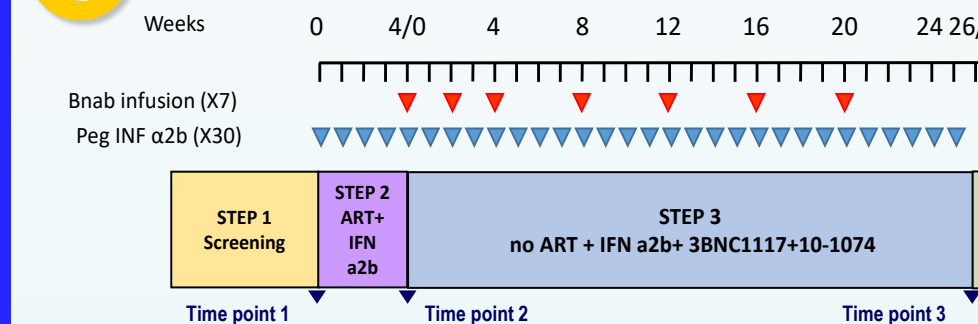 Weeks 0 4/0 4 8 12 16 20 24 26/
Bnab infusion (X7)
Peg INF α2b (X30)
STEP 1
Screening
STEP 2
ART+
IFN
a2b
STEP 3
no ART + IFN a2b+ 3BNC1117+10-1074
Time point 1 Time point 2 Time point 3